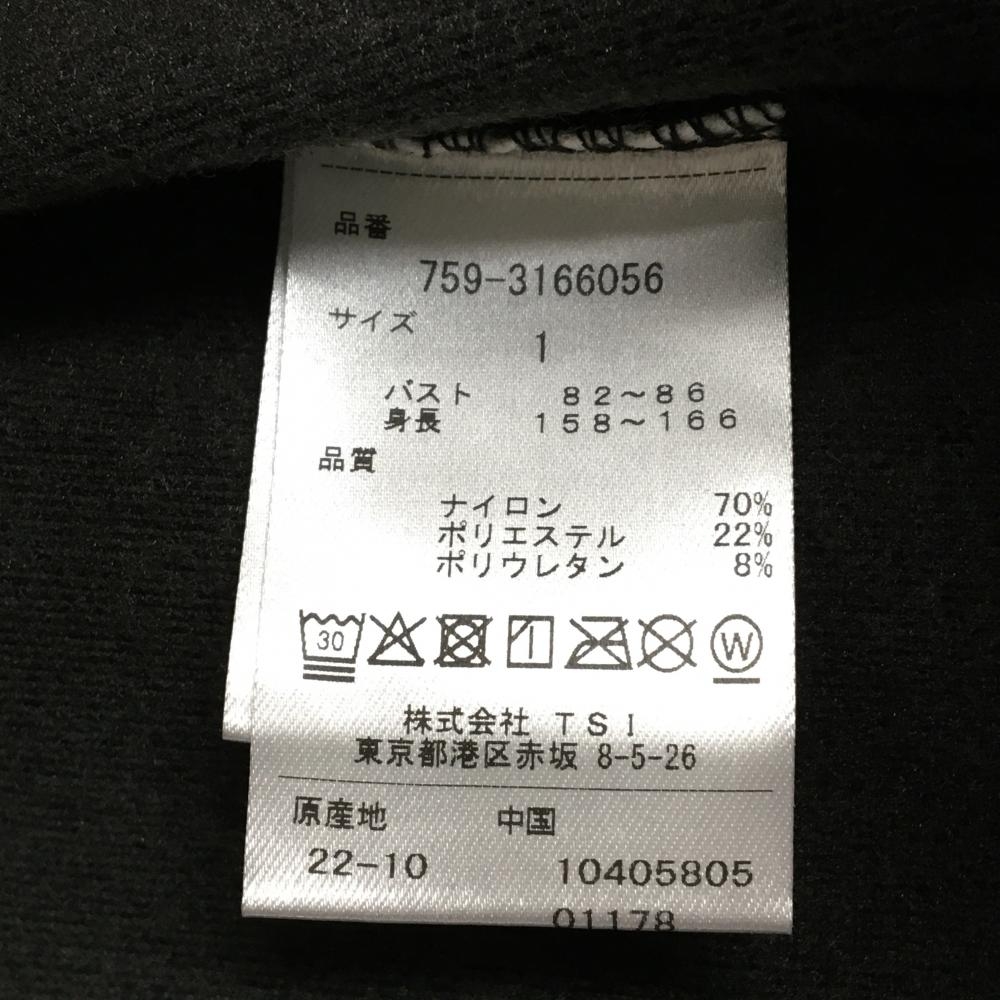 品番
759-3166056
サイズ
1
バスト 82～86
身長 158～166
品質
ナイロン 70%
ポリエステル 22%
ポリウレタン 8%
30 W
株式会社 TSI
東京都港区赤坂 8-5-26
原産地 中国
22-10 10405805
01178